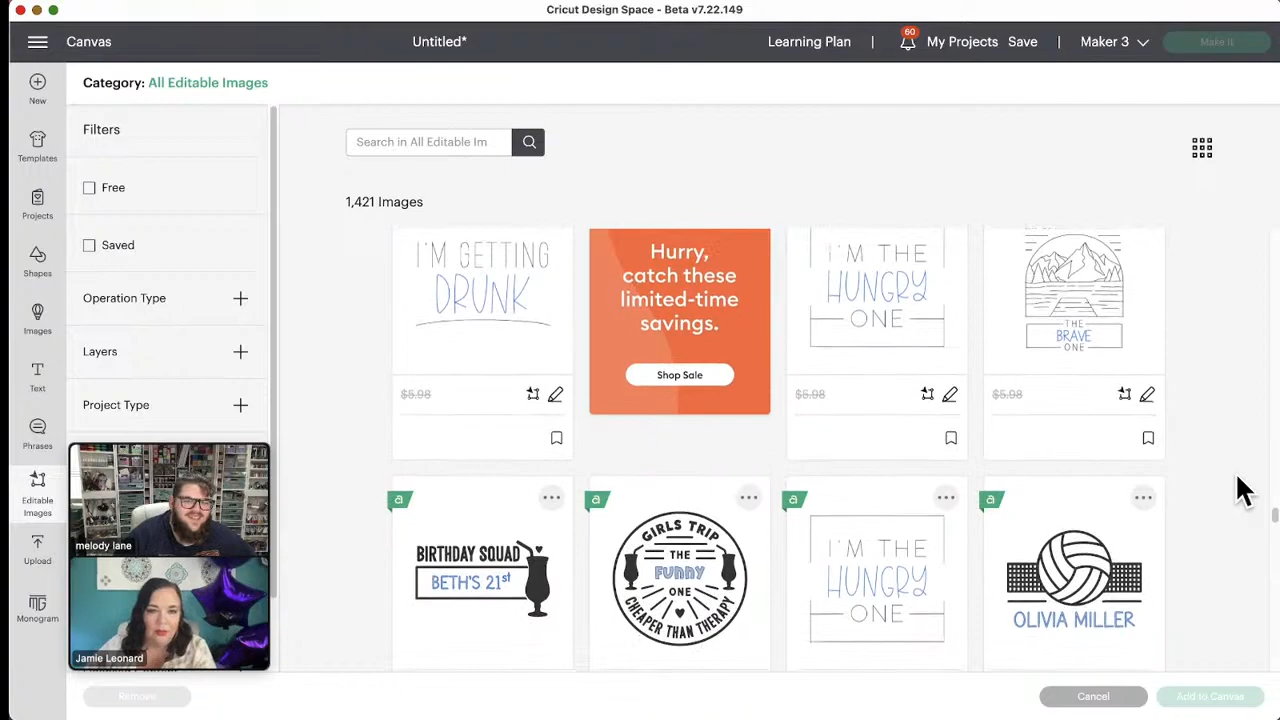 Cricut Design Space - Beta v7.22.149
Canvas
Untitled*
Learning Plan
60
My Projects
Save
Maker 3
Make It
Category: All Editable Images
New
Templates
Projects
Shapes
Images
Text
Phrases
Editable
Images
Upload
Monogram
Filters
Free
Saved
Operation Type
Layers
Project Type
melody lane
Jamie Leonard
Remove
Search in All Editable Im
1,421 Images
I'M GETTING
DRUNK
$5.98
Hurry,
catch these
limited-time
savings.
Shop Sale
I'M THE
HUNGRY
ONE
$5.98
THE
BRAVE
ONE
$5.98
a
BIRTHDAY SQUAD
BETH'S 21st
a
GIRLS TRIP
THE
FUNNY
ONE
CHEAPER THAN THERAPY
a
I'M THE
HUNGRY
ONE
a
OLIVIA MILLER
Cancel
Add to Canvas